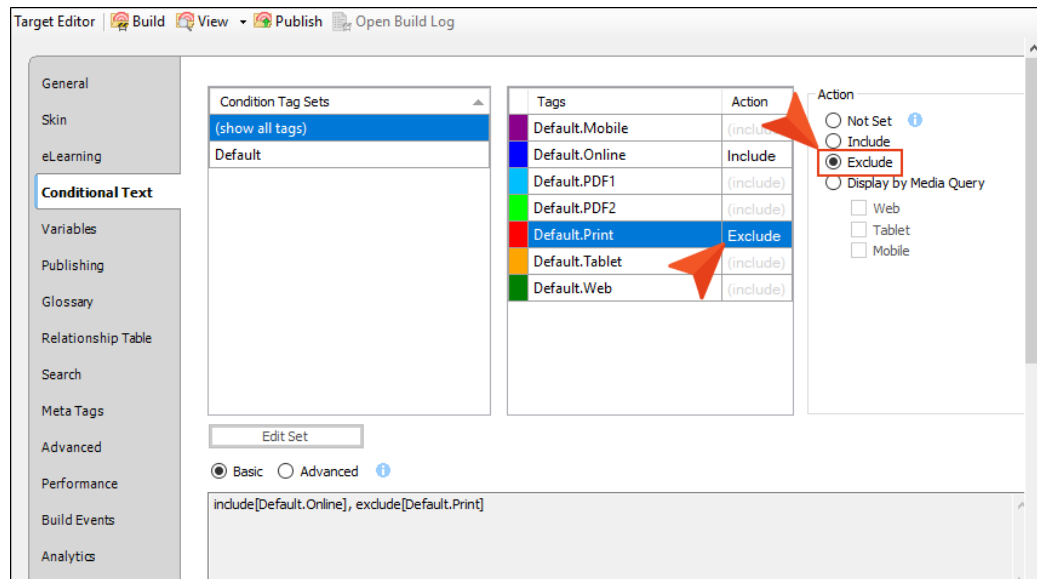 Target Editor Build View Publish Open Build Log
General
Skin
eLearning
Conditional Text
Variables
Publishing
Glossary
Relationship Table
Search
Meta Tags
Advanced
Performance
Build Events
Analytics
Condition Tag Sets
(show all tags)
Default
Tags Action
Default.Mobile
Default.Online Include
Default.PDF1 (include)
Default.PDF2 (include)
Default.Print Exclude
Default.Tablet (include)
Default.Web (include)
Action
Not Set
Include
Exclude
Display by Media Query
Web
Tablet
Mobile
Edit Set
Basic Advanced
include[Default.Online], exclude[Default.Print]